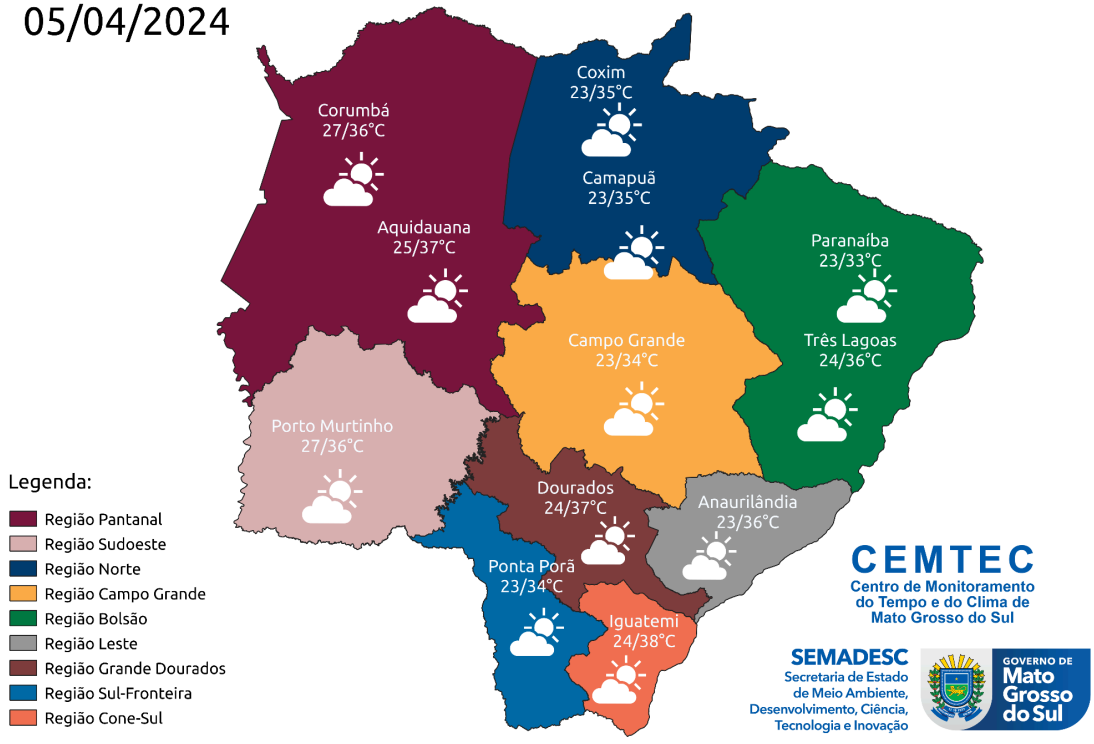 05/04/2024
Coxim
23/35°C
Corumbá
27/36°C
Camapuã
23/35°C
Aquidauana
25/37°C
Paranaíba
23/33°C
Campo Grande
23/34°C
Três Lagoas
24/36°C
Porto Murtinho
27/36°C
Dourados
24/37°C
Anaurilândia
23/36°C
Ponta Porã
23/34°C
Iguatemi
24/38°C
Legenda:
Região Pantanal
Região Sudoeste
Região Norte
Região Campo Grande
Região Bolsão
Região Leste
Região Grande Dourados
Região Sul-Fronteira
Região Cone-Sul
CEMTEC
Centro de Monitoramento
do Tempo e do Clima de
Mato Grosso do Sul
SEMADESC
Secretaria de Estado
de Meio Ambiente,
Desenvolvimento, Ciência,
Tecnologia e Inovação
GOVERNO DE
Mato
Grosso
do Sul